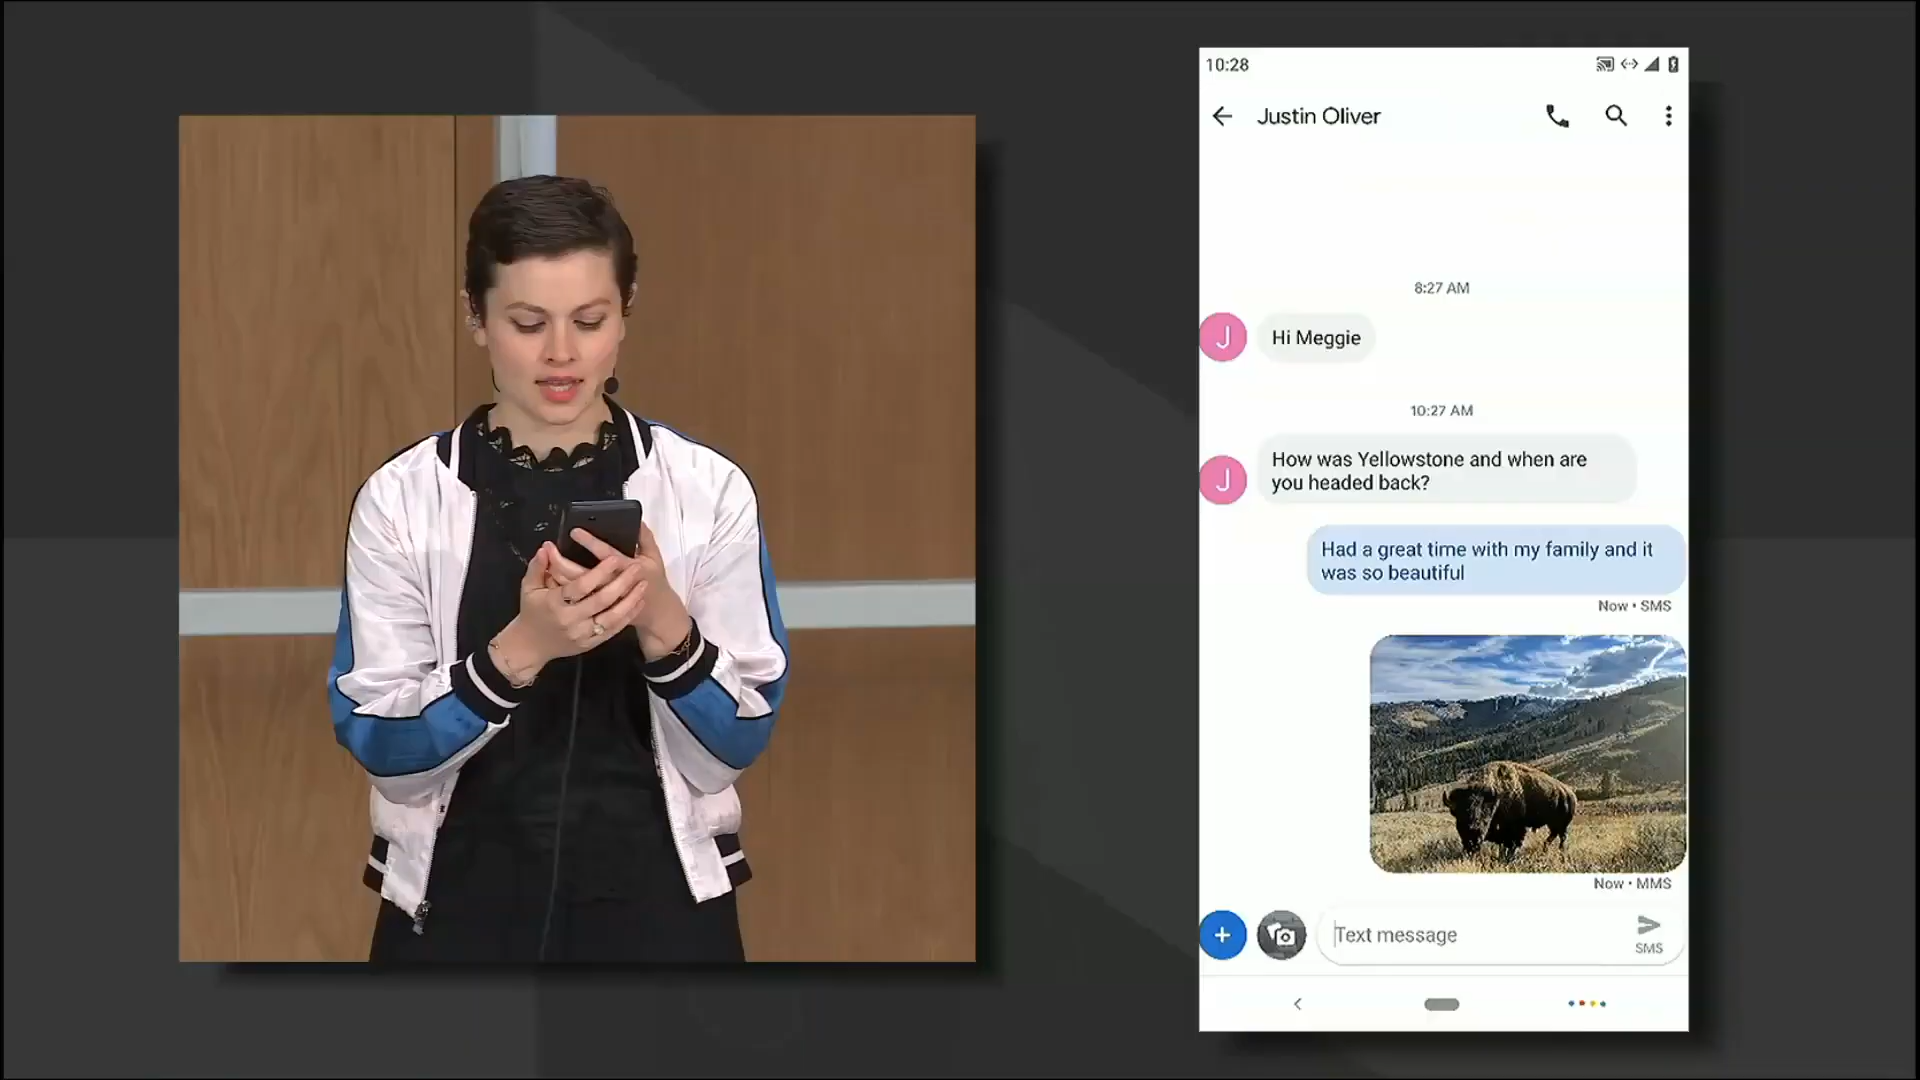 10:28
Justin Oliver
8:27 AM
J
Hi Meggie
10:27 AM
How was Yellowstone and when are
J
you headed back?
Had a great time with my family and it
was so beautiful
Now • SMS
Now • MMS
Text message
SMS